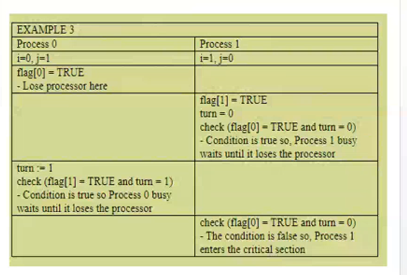 EXAMPLE 3
Process 0
Process 1
i=0, j=1
i=1, j=0
flag[0] = TRUE
- Lose processor here
flag[1] = TRUE
turn = 0
check (flag[0] = TRUE and turn = 0)
- Condition is true so, Process 1 busy
waits until it loses the processor
turn := 1
check (flag[1] = TRUE and turn = 1)
- Condition is true so Process 0 busy
waits until it loses the processor
check (flag[0] = TRUE and turn = 0)
- The condition is false so, Process 1
enters the critical section